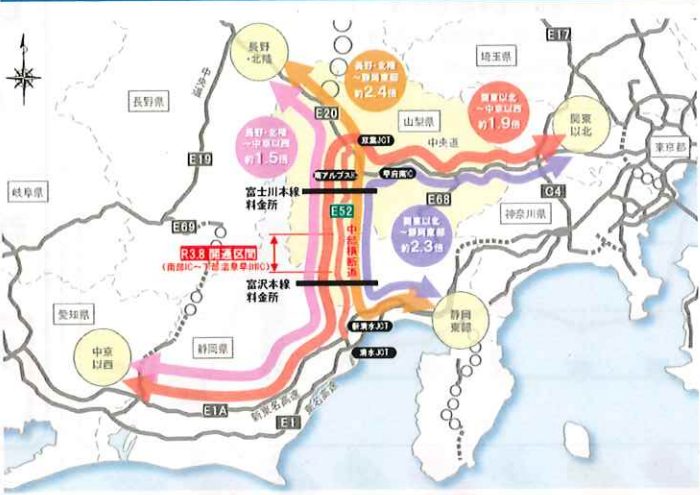 長野
・北陸
長野・北陸
～静岡東部
約2.4倍
埼玉県
E17
長野県
中央道
E20
山梨県
関東以北
～中京以西
約1.9倍
関東
以北
長野・北陸
～中京以西
約1.5倍
双葉JCT
中央道
東京都
E19
南アルプスIC
甲府南IC
岐阜県
富士川本線
料金所
E68
C4
E52
中部横断道
関東以北
～静岡東部
約2.3倍
神奈川県
E69
R3.8 開通区間
(南部IC～下部温泉早川IC)
富沢本線
料金所
愛知県
静岡
東部
新清水JCT
静岡県
清水JCT
中京
以西
E1A
新東名高速
東名高速
E1